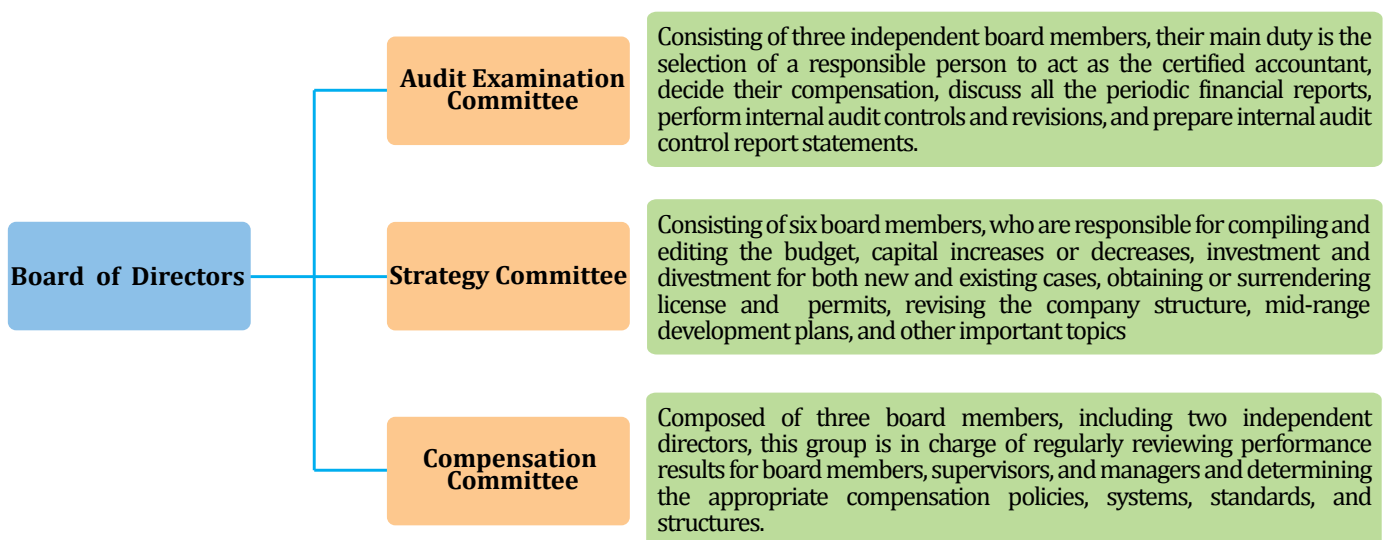 Board of Directors
Audit Examination
Committee
Consisting of three independent board members, their main duty is the
selection of a responsible person to act as the certified accountant,
decide their compensation, discuss all the periodic financial reports,
perform internal audit controls and revisions, and prepare internal audit
control report statements.
Strategy Committee
Consisting of six board members, who are responsible for compiling and
editing the budget, capital increases or decreases, investment and
divestment for both new and existing cases, obtaining or surrendering
license and permits, revising the company structure, mid-range
development plans, and other important topics
Compensation
Committee
Composed of three board members, including two independent
directors, this group is in charge of regularly reviewing performance
results for board members, supervisors, and managers and determining
the appropriate compensation policies, systems, standards, and
structures.